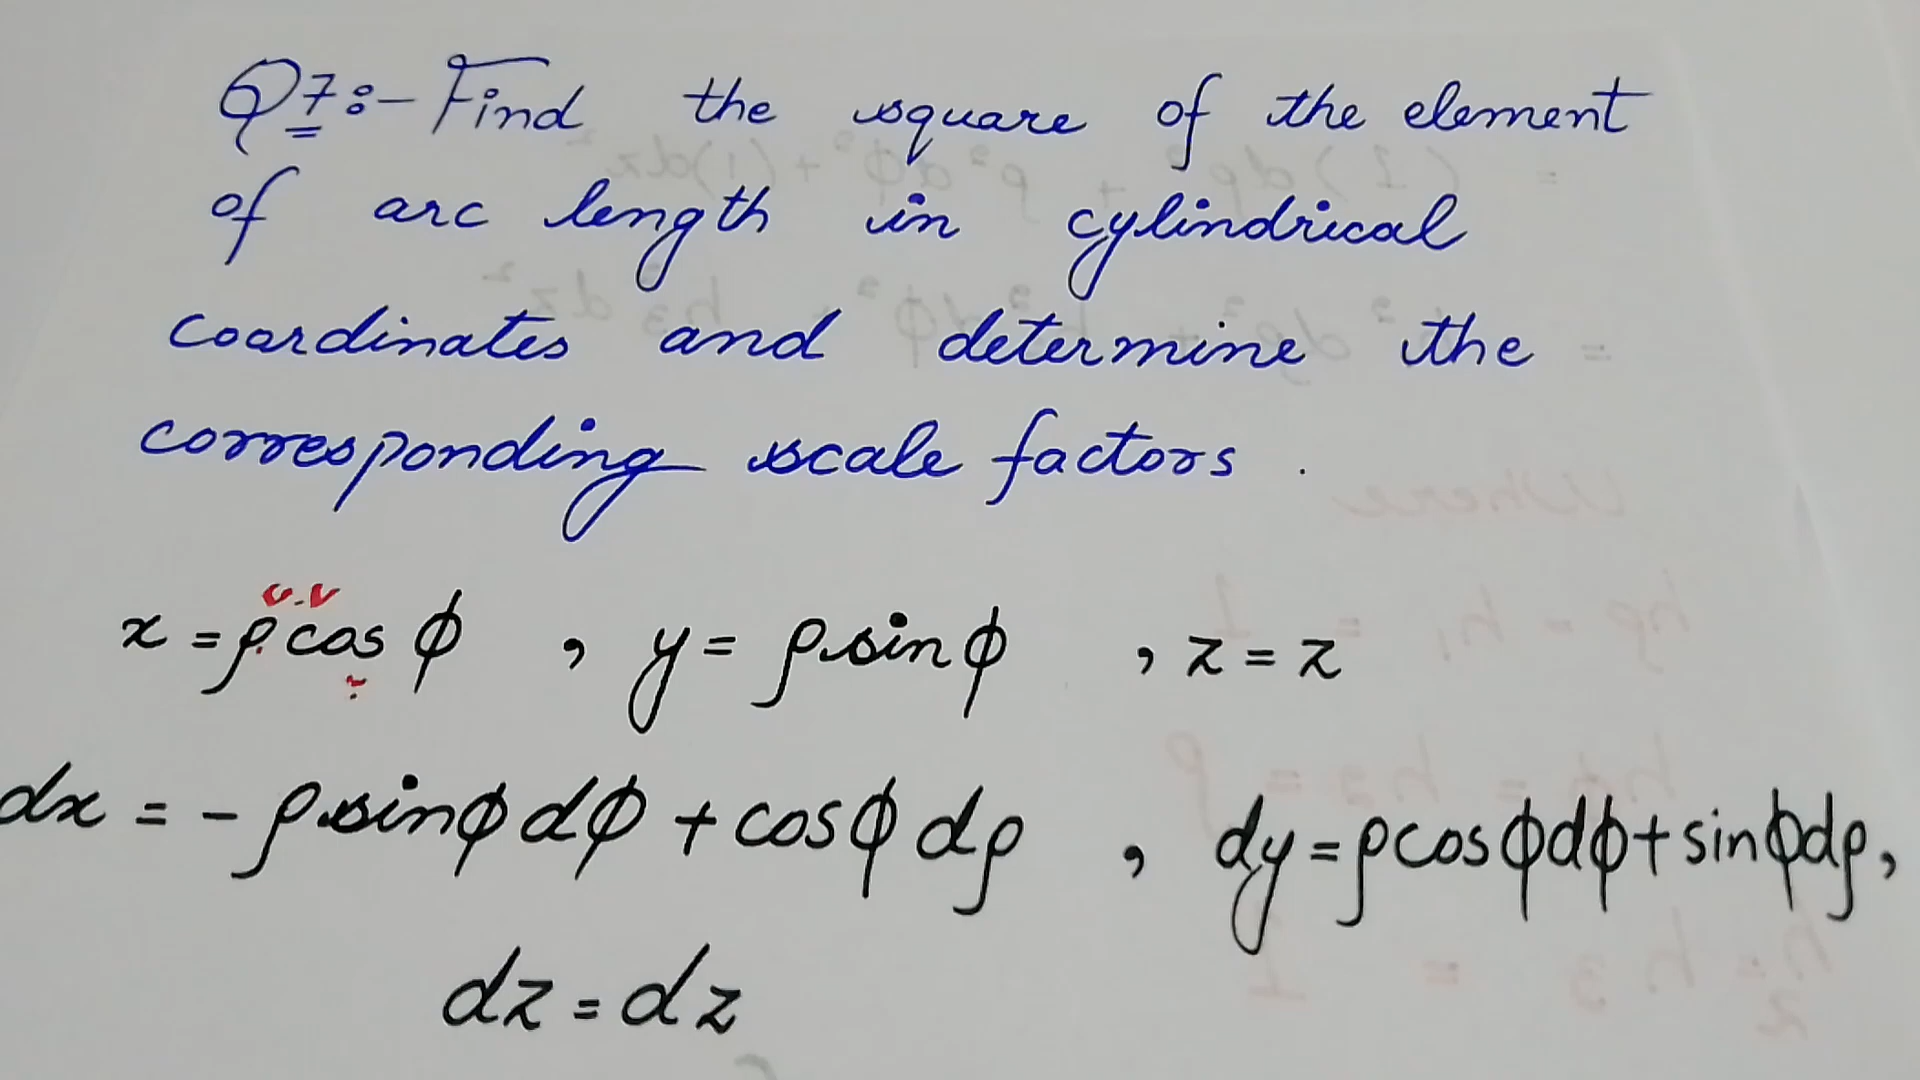 Q7:- Find the square of the element
of arc length in cylindrical
coordinates and determine the
corresponding scale factors .
x = ρ cos ϕ , y = ρ sin ϕ , z = z
dx = - ρ sin ϕ dϕ + cos ϕ dρ , dy = ρ cos ϕ dϕ + sin ϕ dρ,
dz = dz